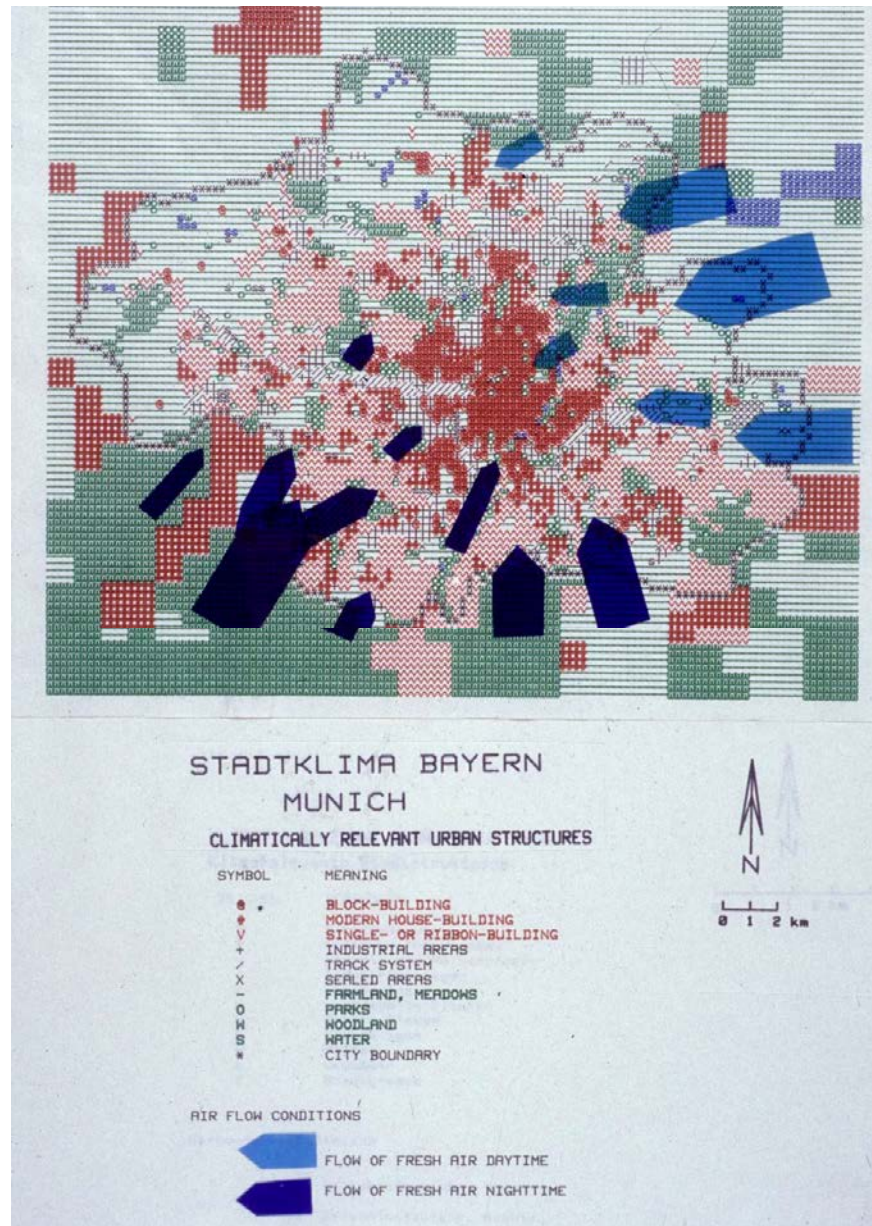 STADTKLIMA BAYERN
MUNICH
CLIMATICALLY RELEVANT URBAN STRUCTURES
SYMBOL MEANING
BLOCK-BUILDING
# MODERN HOUSE-BUILDING
V SINGLE- OR RIBBON-BUILDING
+ INDUSTRIAL AREAS
/ TRACK SYSTEM
X SEALED AREAS
- FARMLAND, MEADOWS
O PARKS
W WOODLAND
S WATER
* CITY BOUNDARY
N
0 1 2 km
AIR FLOW CONDITIONS
FLOW OF FRESH AIR DAYTIME
FLOW OF FRESH AIR NIGHTTIME